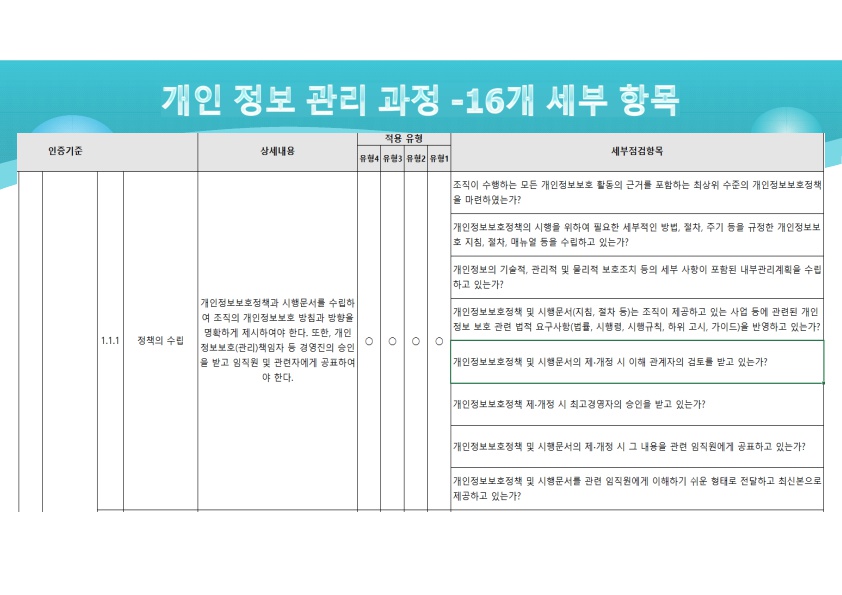 개인 정보 관리 과정 -16개 세부 항목
인증기준
상세내용
적용 유형
유형4 유형3 유형2 유형1
세부점검항목
1.1.1
정책의 수립
개인정보보호정책과 시행문서를 수립하
여 조직의 개인정보보호 방침과 방향을
명확하게 제시하여야 한다. 또한, 개인
정보보호(관리)책임자 등 경영진의 승인
을 받고 임직원 및 관련자에게 공표하여
야 한다.
○ ○ ○ ○
조직이 수행하는 모든 개인정보보호 활동의 근거를 포함하는 최상위 수준의 개인정보보호정책
을 마련하였는가?
개인정보보호정책의 시행을 위하여 필요한 세부적인 방법, 절차, 주기 등을 규정한 개인정보보
호 지침, 절차, 매뉴얼 등을 수립하고 있는가?
개인정보의 기술적, 관리적 및 물리적 보호조치 등의 세부 사항이 포함된 내부관리계획을 수립
하고 있는가?
개인정보보호정책 및 시행문서(지침, 절차 등)는 조직이 제공하고 있는 사업 등에 관련된 개인
정보 보호 관련 법적 요구사항(법률, 시행령, 시행규칙, 하위 고시, 가이드)을 반영하고 있는가?
개인정보보호정책 및 시행문서의 제·개정 시 이해 관계자의 검토를 받고 있는가?
개인정보보호정책 제·개정 시 최고경영자의 승인을 받고 있는가?
개인정보보호정책 및 시행문서의 제·개정 시 그 내용을 관련 임직원에게 공표하고 있는가?
개인정보보호정책 및 시행문서를 관련 임직원에게 이해하기 쉬운 형태로 전달하고 최신본으로
제공하고 있는가?